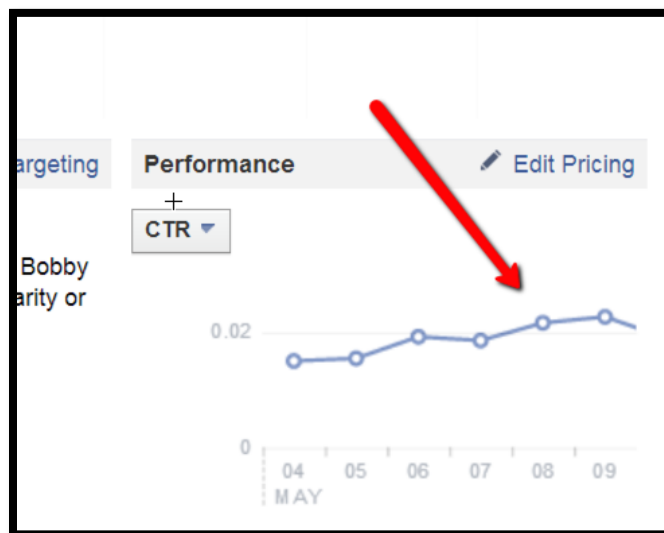 argeting
Performance
Edit Pricing
CTR
Bobby
arity or
0.02
0
04 05 06 07 08 09
MAY